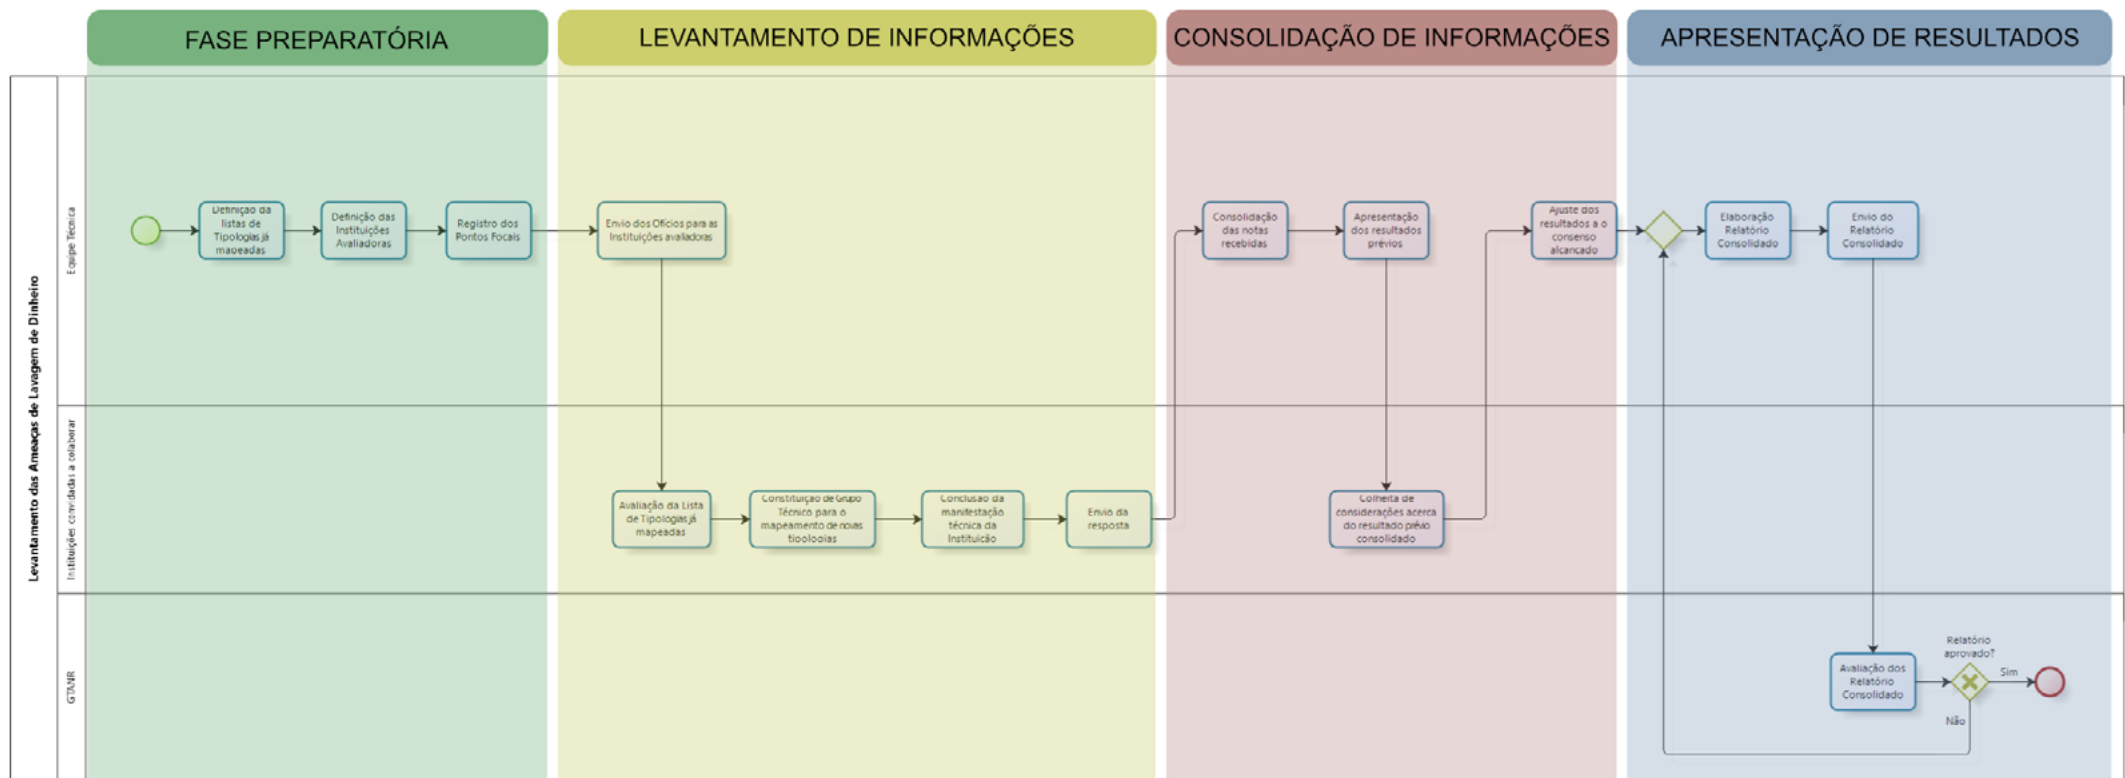 FASE PREPARATÓRIA
LEVANTAMENTO DE INFORMAÇÕES
CONSOLIDAÇÃO DE INFORMAÇÕES
APRESENTAÇÃO DE RESULTADOS
Levantamento das Ameaças de Lavagem de Dinheiro
Equipe Técnica
Definição da
listas de
Tipologias já
mapeadas
Definição das
Instituições
Avaliadoras
Registro dos
Pontos Focais
Envio dos Ofícios para as
Instituições avaliadoras
Consolidação
das notas
recebidas
Apresentação
dos resultados
prévios
Ajuste dos
resultados a o
consenso
alcançado
Elaboração
Relatório
Consolidado
Envio do
Relatório
Consolidado
Instituições convidadas a colaborar
Avaliação da Lista
de Tipologias já
mapeadas
Constituição de Grupo
Técnico para o
mapeamento de novas
tipologias
Conclusão da
manifestação
técnica da
Instituição
Envio da
resposta
Colheita de
considerações acerca
do resultado prévio
consolidado
GTANR
Avaliação dos
Relatório
Consolidado
Relatório
aprovado?
Sim
Não